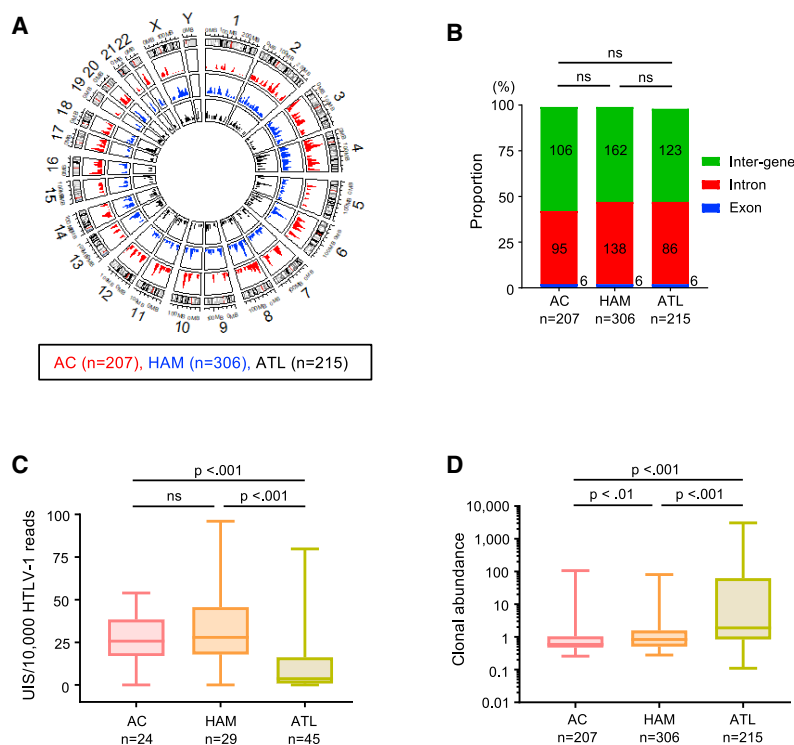 A
1
2
3
4
5
6
7
8
9
10
11
12
13
14
15
16
17
18
19
20
21
22
X
Y
AC (n=207), HAM (n=306), ATL (n=215)
B
ns
ns ns
(%)
100
75
50
25
0
Proportion
106 162 123
95 138 86
6 6 6
Inter-gene
Intron
Exon
AC HAM ATL
n=207 n=306 n=215
C
p <.001
ns p <.001
100
75
50
25
0
UIS/10,000 HTLV-1 reads
AC HAM ATL
n=24 n=29 n=45
D
p <.001
p < .01 p <.001
10,000
1,000
100
10
1
0.1
0.01
Clonal abundance
AC HAM ATL
n=207 n=306 n=215